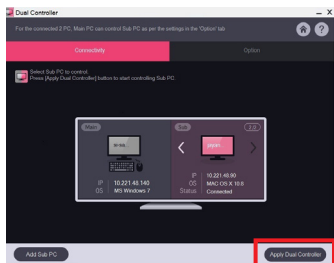 Dual Controller
For the connected 2 PC, Main PC can control Sub PC as per the settings in the 'Option' tab
Connectivity
Option
Select Sub PC to control.
Press [Apply Dual Controller] button to start controlling Sub PC.
Main
Sub
2.0
IP 10.221.48.140
OS MS Windows 7
IP 10.221.48.90
OS MAC OS X 10.8
Status Connected
Add Sub PC
Apply Dual Controller